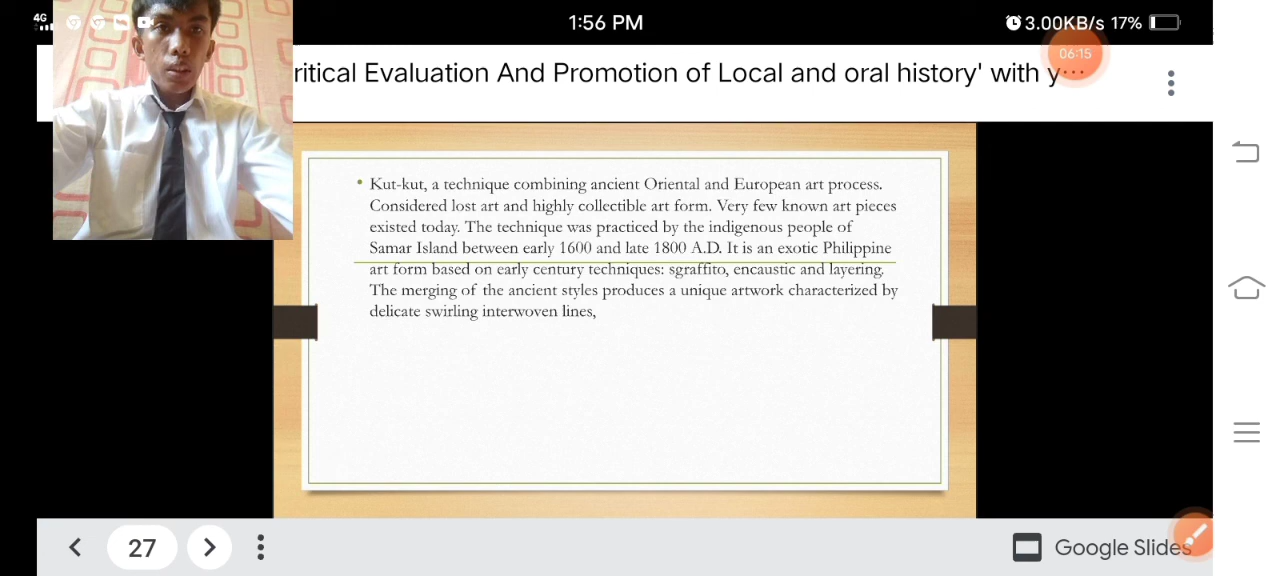 4G
1:56 PM
3.00KB/s 17%
06:15
ritical Evaluation And Promotion of Local and oral history' with y...
• Kut-kut, a technique combining ancient Oriental and European art process.
Considered lost art and highly collectible art form. Very few known art pieces
existed today. The technique was practiced by the indigenous people of
Samar Island between early 1600 and late 1800 A.D. It is an exotic Philippine
art form based on early century techniques: sgraffito, encaustic and layering.
The merging of the ancient styles produces a unique artwork characterized by
delicate swirling interwoven lines,
27
Google Slides